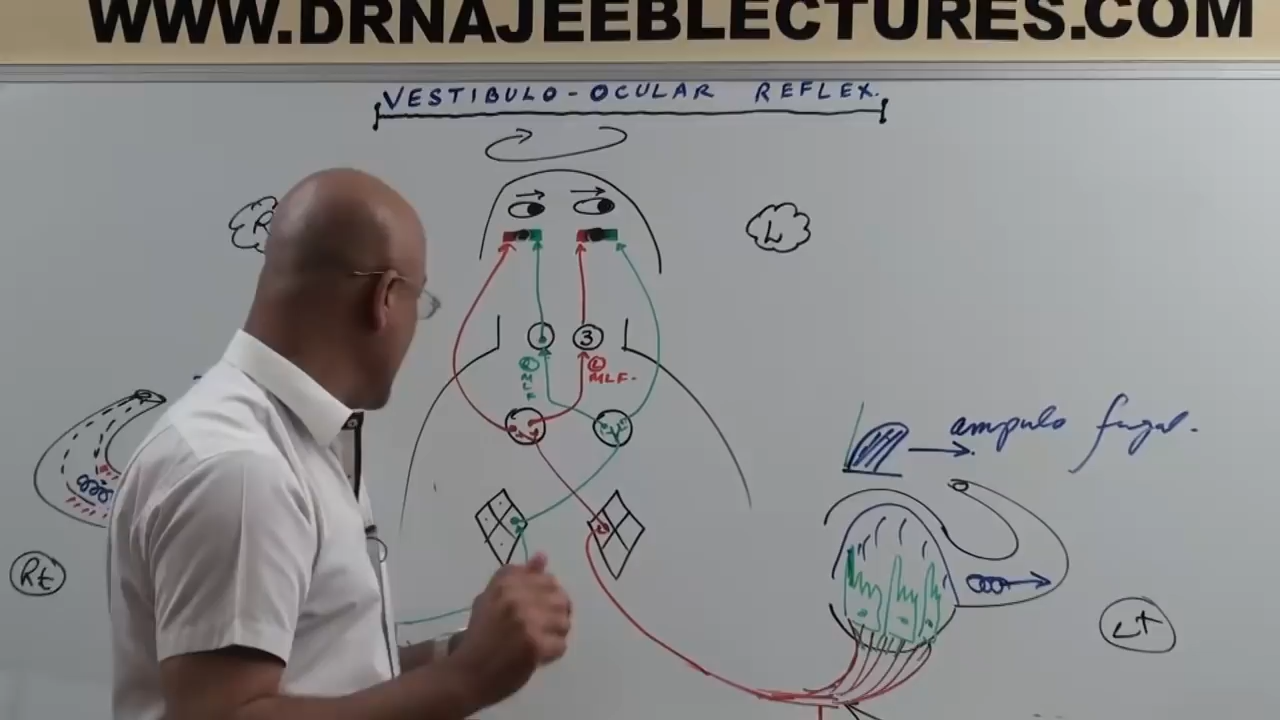 WWW.DRNAJEEBLECTURES.COM
VESTIBULO-OCULAR REFLEX.
R
L
3
MLF
MLF.
ampulo fugal.
Rt
Lt